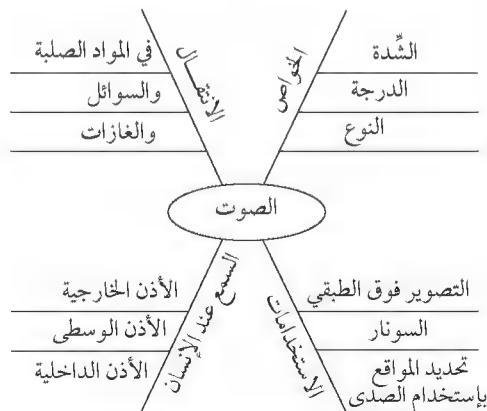 الخواص
الشِّدة
الدرجة
النوع
الانتقال
في المواد الصلبة
والسوائل
والغازات
الصوت
الاستخدامات
التصوير فوق الطبقي
السونار
تحديد المواقع
بإستخدام الصدى
السمع عند الإنسان
الأذن الخارجية
الأذن الوسطى
الأذن الداخلية